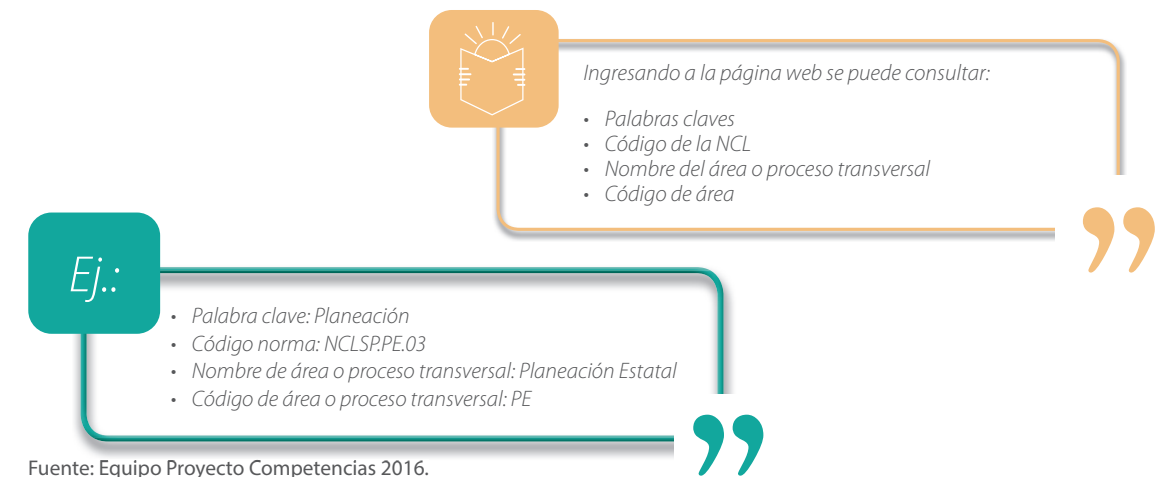 Ingresando a la página web se puede consultar:
• Palabras claves
• Código de la NCL
• Nombre del área o proceso transversal
• Código de área
”
Ej.:
• Palabra clave: Planeación
• Código norma: NCLSP.PE.03
• Nombre de área o proceso transversal: Planeación Estatal
• Código de área o proceso transversal: PE
”
Fuente: Equipo Proyecto Competencias 2016.